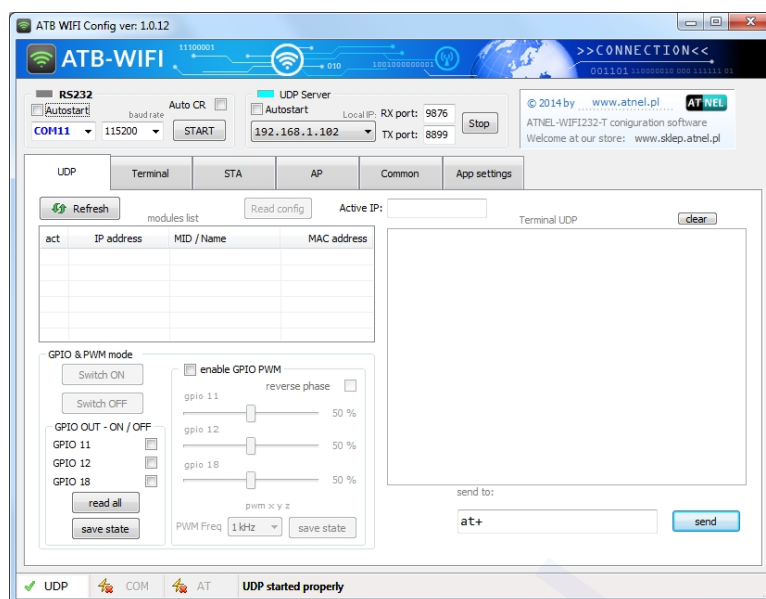 ATB WIFI Config ver: 1.0.12
ATB-WIFI
11100001
010
1001000000001
>>CONNECTION<<
001101 110000010 000 111111 01
RS232
Autostart
baud rate
Auto CR
COM11
115200
START
UDP Server
Autostart
Local IP:
192.168.1.102
RX port: 9876
TX port: 8899
Stop
© 2014 by www.atnel.pl
ATNEL
ATNEL-WIFI232-T coniguration software
Welcome at our store: www.sklep.atnel.pl
UDP
Terminal
STA
AP
Common
App settings
Refresh
modules list
Read config
Active IP:
Terminal UDP
clear
act IP address MID / Name MAC address
GPIO & PWM mode
Switch ON
Switch OFF
GPIO OUT - ON / OFF
GPIO 11
GPIO 12
GPIO 18
read all
save state
enable GPIO PWM
reverse phase
gpio 11
50 %
gpio 12
50 %
gpio 18
50 %
pwm x y z
PWM Freq
1 kHz
save state
send to:
at+
send
UDP
COM
AT
UDP started properly